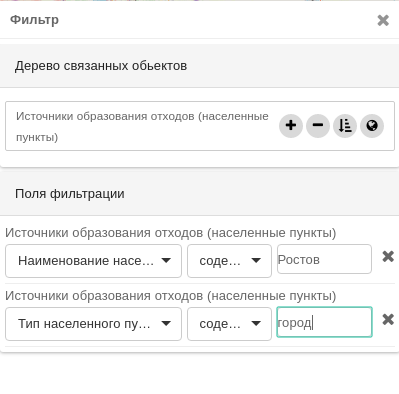 Фильтр
Дерево связанных обьектов
Источники образования отходов (населенные
пункты)
Поля фильтрации
Источники образования отходов (населенные пункты)
Наименование насе... соде... Ростов
Источники образования отходов (населенные пункты)
Тип населенного пу... соде... город